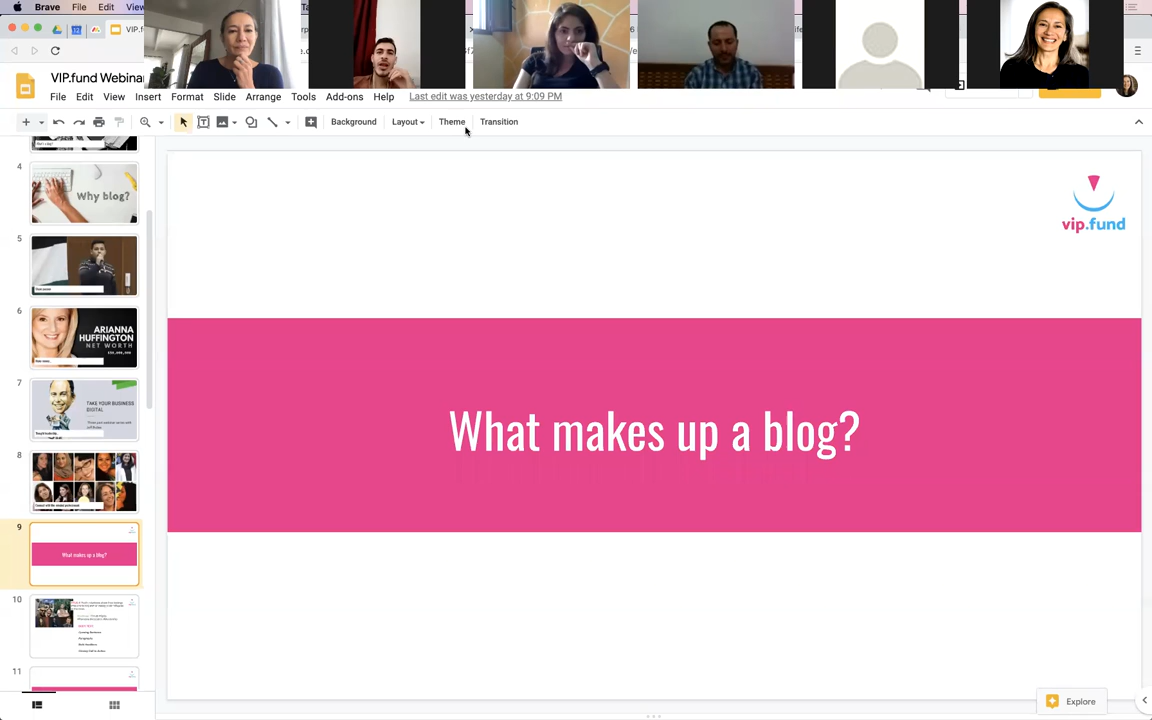 Brave File Edit View
VIP.f
VIP.fund Webinar
File Edit View Insert Format Slide Arrange Tools Add-ons Help Last edit was yesterday at 9:09 PM
Background Layout Theme Transition
4
Why blog?
5
6
ARIANNA
HUFFINGTON
NET WORTH
7
TAKE YOUR BUSINESS
DIGITAL
8
9
What makes up a blog?
10
11
vip.fund
What makes up a blog?
Explore